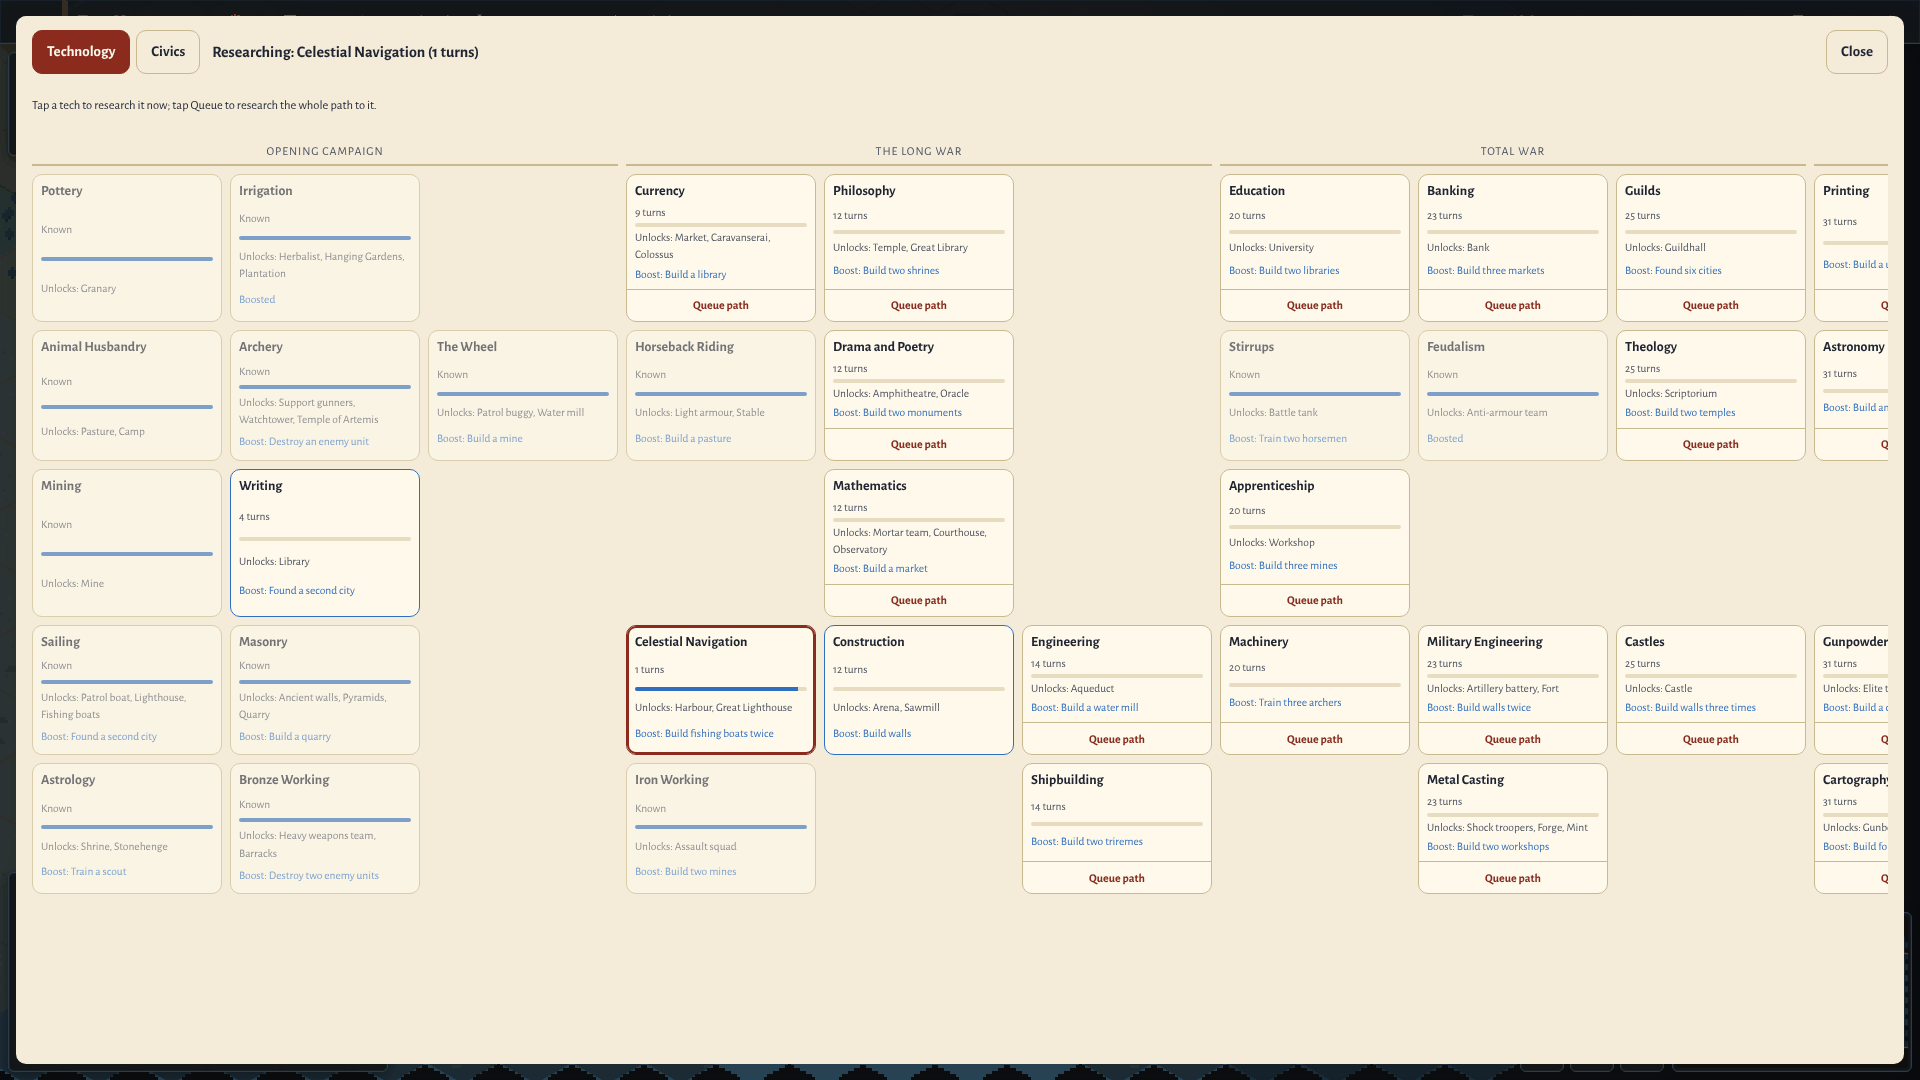 Technology
Civics
Researching: Celestial Navigation (1 turns)
Close
Tap a tech to research it now; tap Queue to research the whole path to it.
OPENING CAMPAIGN
THE LONG WAR
TOTAL WAR
Pottery
Known
Unlocks: Granary
Irrigation
Known
Unlocks: Herbalist, Hanging Gardens,
Plantation
Boosted
Currency
9 turns
Unlocks: Market, Caravanserai,
Colossus
Boost: Build a library
Queue path
Philosophy
12 turns
Unlocks: Temple, Great Library
Boost: Build two shrines
Queue path
Education
20 turns
Unlocks: University
Boost: Build two libraries
Queue path
Banking
23 turns
Unlocks: Bank
Boost: Build three markets
Queue path
Guilds
25 turns
Unlocks: Guildhall
Boost: Found six cities
Queue path
Printing
31 turns
Boost: Build a
Animal Husbandry
Known
Unlocks: Pasture, Camp
Archery
Known
Unlocks: Support gunners,
Watchtower, Temple of Artemis
Boost: Destroy an enemy unit
The Wheel
Known
Unlocks: Patrol buggy, Water mill
Boost: Build a mine
Horseback Riding
Known
Unlocks: Light armour, Stable
Boost: Build a pasture
Drama and Poetry
12 turns
Unlocks: Amphitheatre, Oracle
Boost: Build two monuments
Queue path
Stirrups
Known
Unlocks: Battle tank
Boost: Train two horsemen
Feudalism
Known
Unlocks: Anti-armour team
Boosted
Theology
25 turns
Unlocks: Scriptorium
Boost: Build two temples
Queue path
Astronomy
31 turns
Boost: Build an
Mining
Known
Unlocks: Mine
Writing
4 turns
Unlocks: Library
Boost: Found a second city
Mathematics
12 turns
Unlocks: Mortar team, Courthouse,
Observatory
Boost: Build a market
Queue path
Apprenticeship
20 turns
Unlocks: Workshop
Boost: Build three mines
Queue path
Sailing
Known
Unlocks: Patrol boat, Lighthouse,
Fishing boats
Boost: Found a second city
Masonry
Known
Unlocks: Ancient walls, Pyramids,
Quarry
Boost: Build a quarry
Celestial Navigation
1 turns
Unlocks: Harbour, Great Lighthouse
Boost: Build fishing boats twice
Construction
12 turns
Unlocks: Arena, Sawmill
Boost: Build walls
Engineering
14 turns
Unlocks: Aqueduct
Boost: Build a water mill
Queue path
Machinery
20 turns
Boost: Train three archers
Queue path
Military Engineering
23 turns
Unlocks: Artillery battery, Fort
Boost: Build walls twice
Queue path
Castles
25 turns
Unlocks: Castle
Boost: Build walls three times
Queue path
Gunpowder
31 turns
Unlocks: Elite
Boost: Build a
Astrology
Known
Unlocks: Shrine, Stonehenge
Boost: Train a scout
Bronze Working
Known
Unlocks: Heavy weapons team,
Barracks
Boost: Destroy two enemy units
Iron Working
Known
Unlocks: Assault squad
Boost: Build two mines
Shipbuilding
14 turns
Boost: Build two triremes
Queue path
Metal Casting
23 turns
Unlocks: Shock troopers, Forge, Mint
Boost: Build two workshops
Queue path
Cartography
31 turns
Unlocks:
Boost: Build